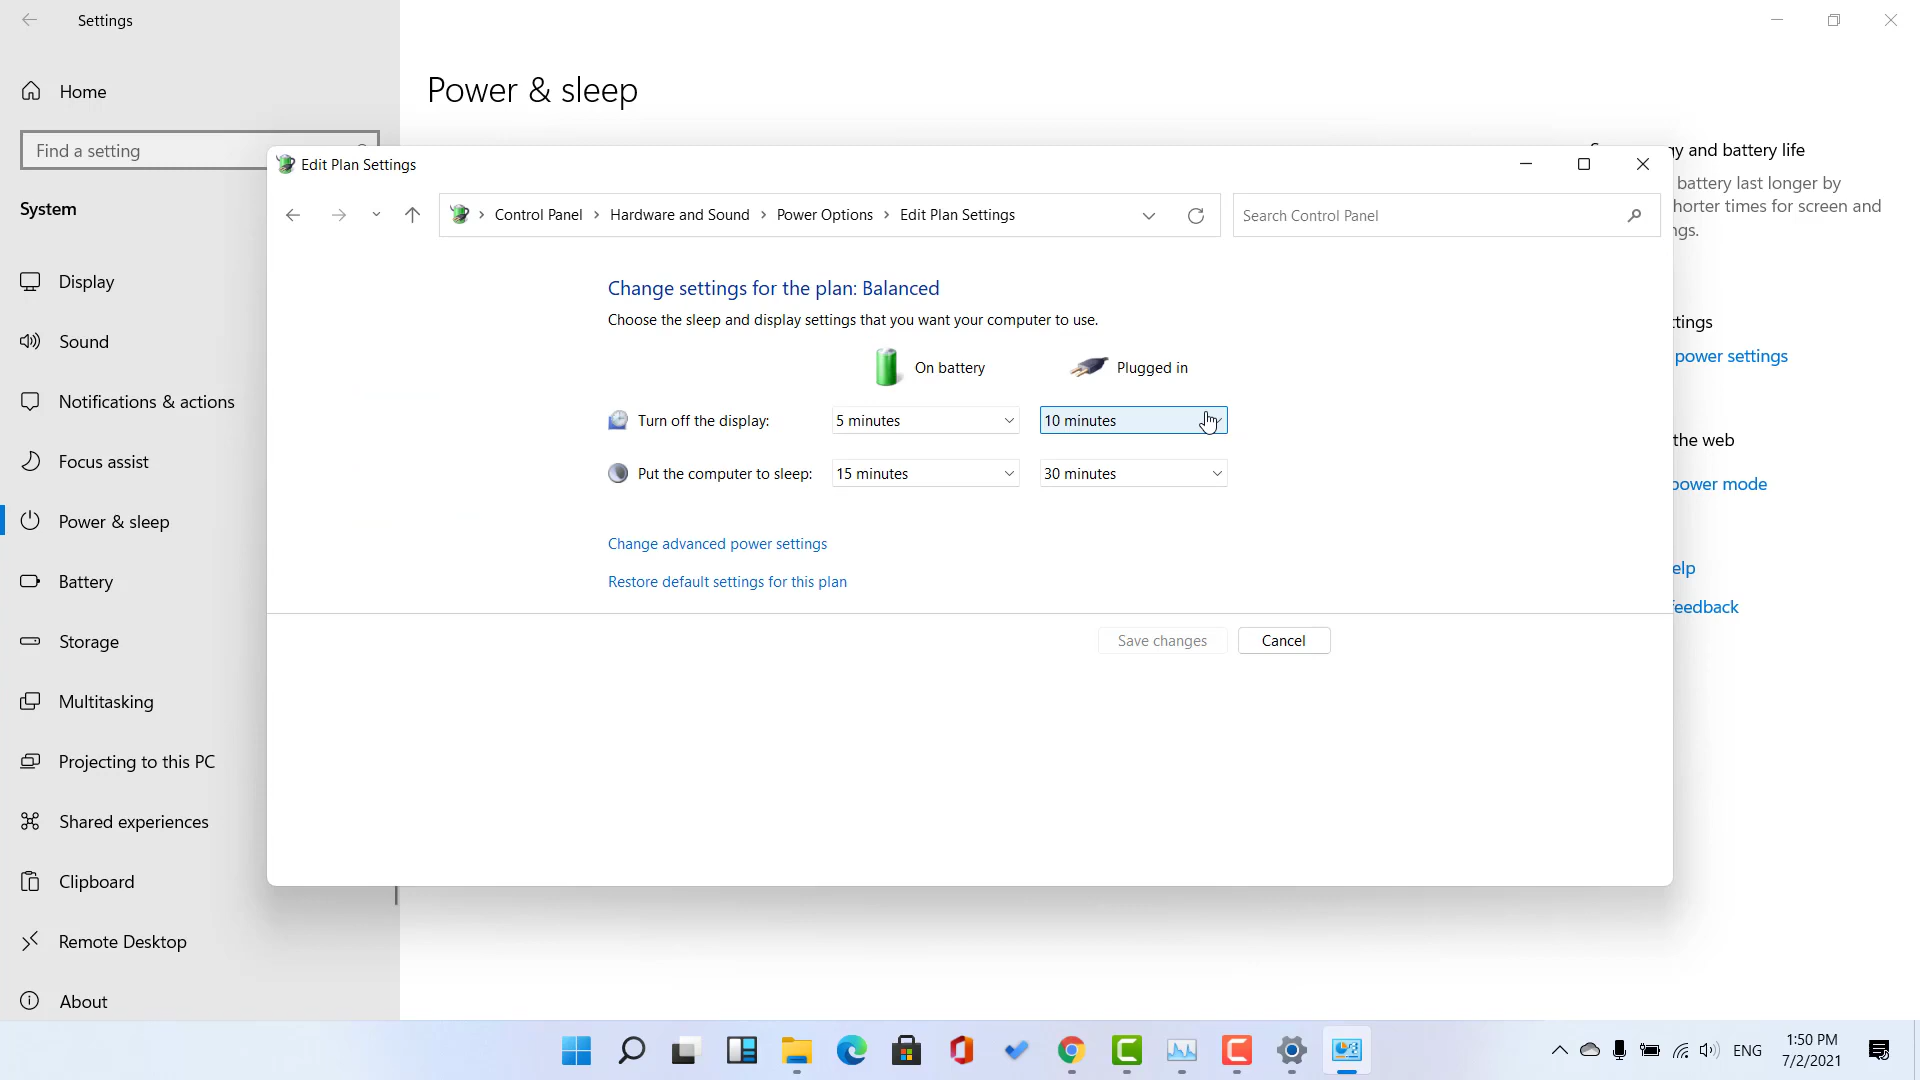 Settings
Home
Find a setting
System
Display
Sound
Notifications & actions
Focus assist
Power & sleep
Battery
Storage
Multitasking
Projecting to this PC
Shared experiences
Clipboard
Remote Desktop
About
Power & sleep
Edit Plan Settings
Control Panel > Hardware and Sound > Power Options > Edit Plan Settings
Search Control Panel
Change settings for the plan: Balanced
Choose the sleep and display settings that you want your computer to use.
On battery Plugged in
Turn off the display: 5 minutes 10 minutes
Put the computer to sleep: 15 minutes 30 minutes
Change advanced power settings
Restore default settings for this plan
Save changes Cancel
and battery life
battery last longer by
horter times for screen and
power settings
the web
power mode
eedback
ENG
1:50 PM
7/2/2021